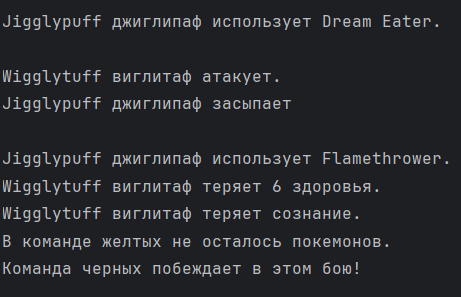 Jigglypuff джиглипаф использует Dream Eater.
Wigglytuff виглитаф атакует.
Jigglypuff джиглипаф засыпает
Jigglypuff джиглипаф использует Flamethrower.
Wigglytuff виглитаф теряет 6 здоровья.
Wigglytuff виглитаф теряет сознание.
В команде желтых не осталось покемонов.
Команда черных побеждает в этом бою!